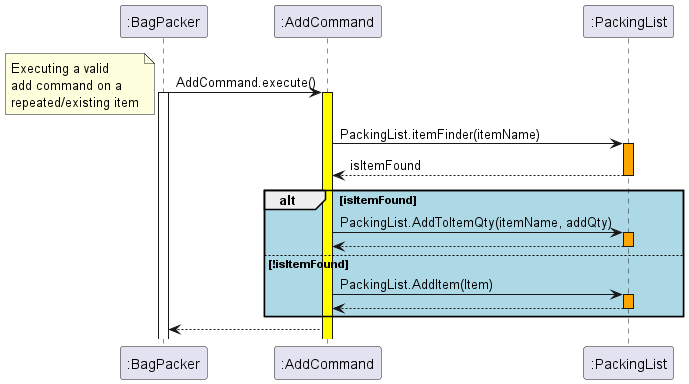 :BagPacker
:AddCommand
:PackingList
Executing a valid
add command on a
repeated/existing item
AddCommand.execute()
PackingList.itemFinder(itemName)
isItemFound
alt
[isItemFound]
PackingList.AddToItemQty(itemName, addQty)
[!isItemFound]
PackingList.AddItem(Item)
:BagPacker
:AddCommand
:PackingList